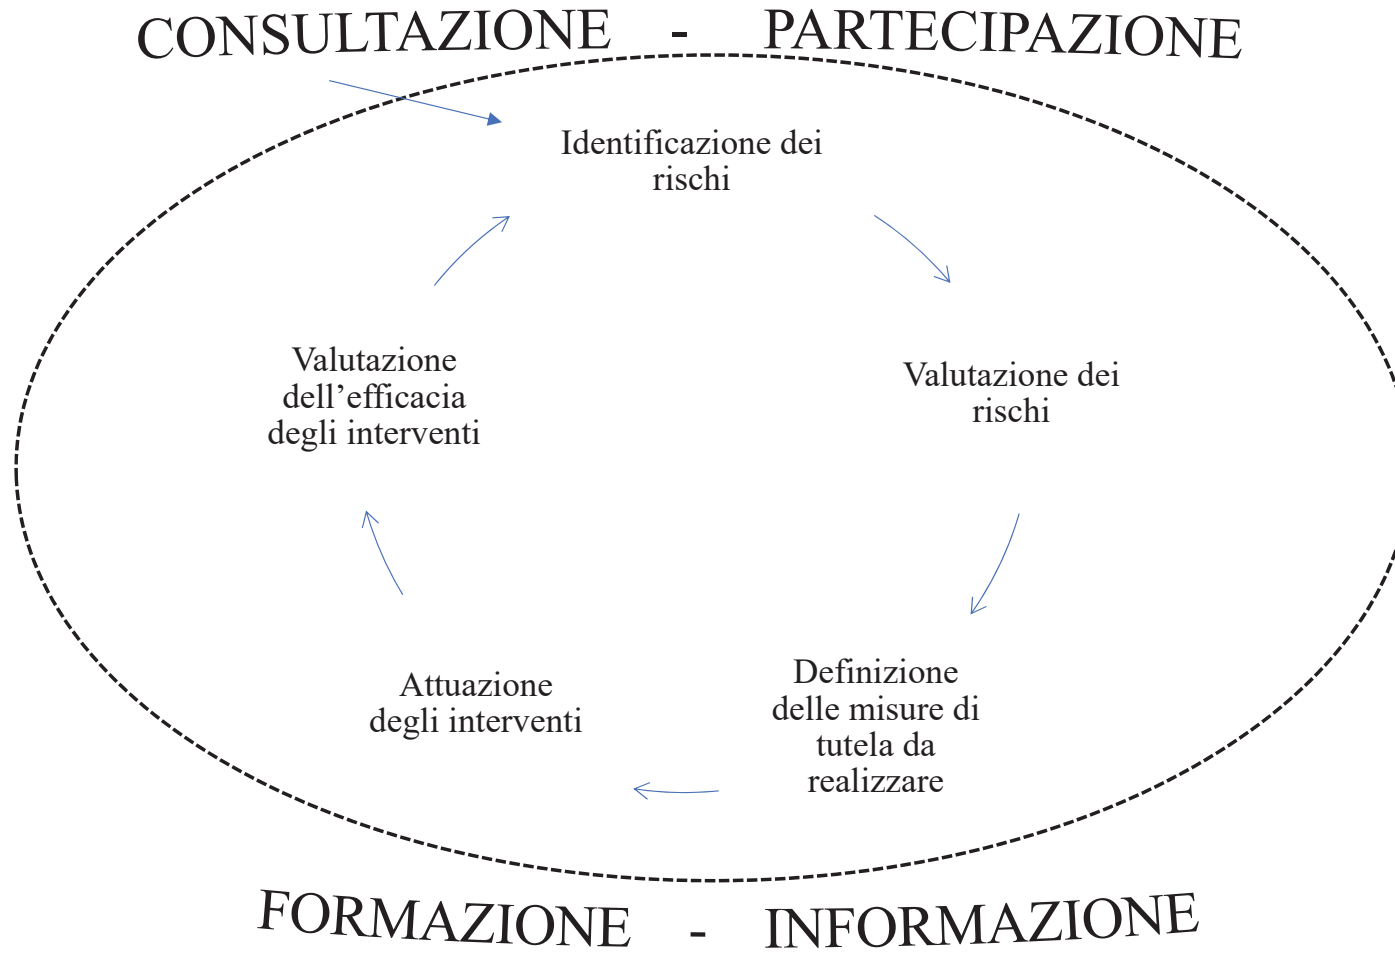 CONSULTAZIONE - PARTECIPAZIONE
Identificazione dei
rischi
Valutazione dei
rischi
Definizione
delle misure di
tutela da
realizzare
Attuazione
degli interventi
Valutazione
dell’efficacia
degli interventi
FORMAZIONE - INFORMAZIONE